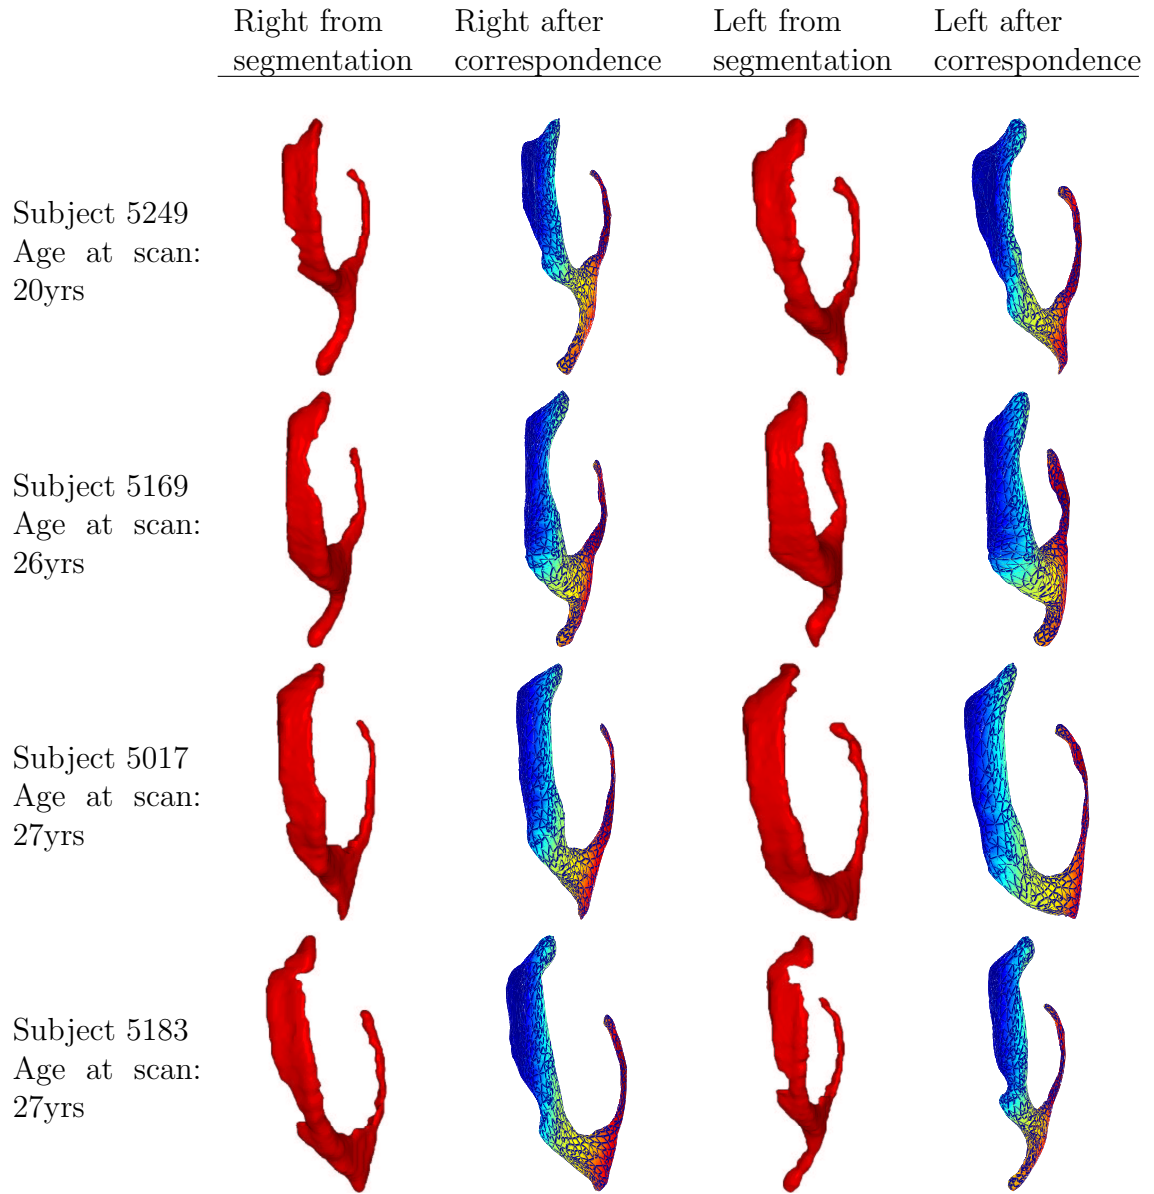 Right from segmentation
Right after correspondence
Left from segmentation
Left after correspondence
Subject 5249
Age at scan:
20yrs
Subject 5169
Age at scan:
26yrs
Subject 5017
Age at scan:
27yrs
Subject 5183
Age at scan:
27yrs